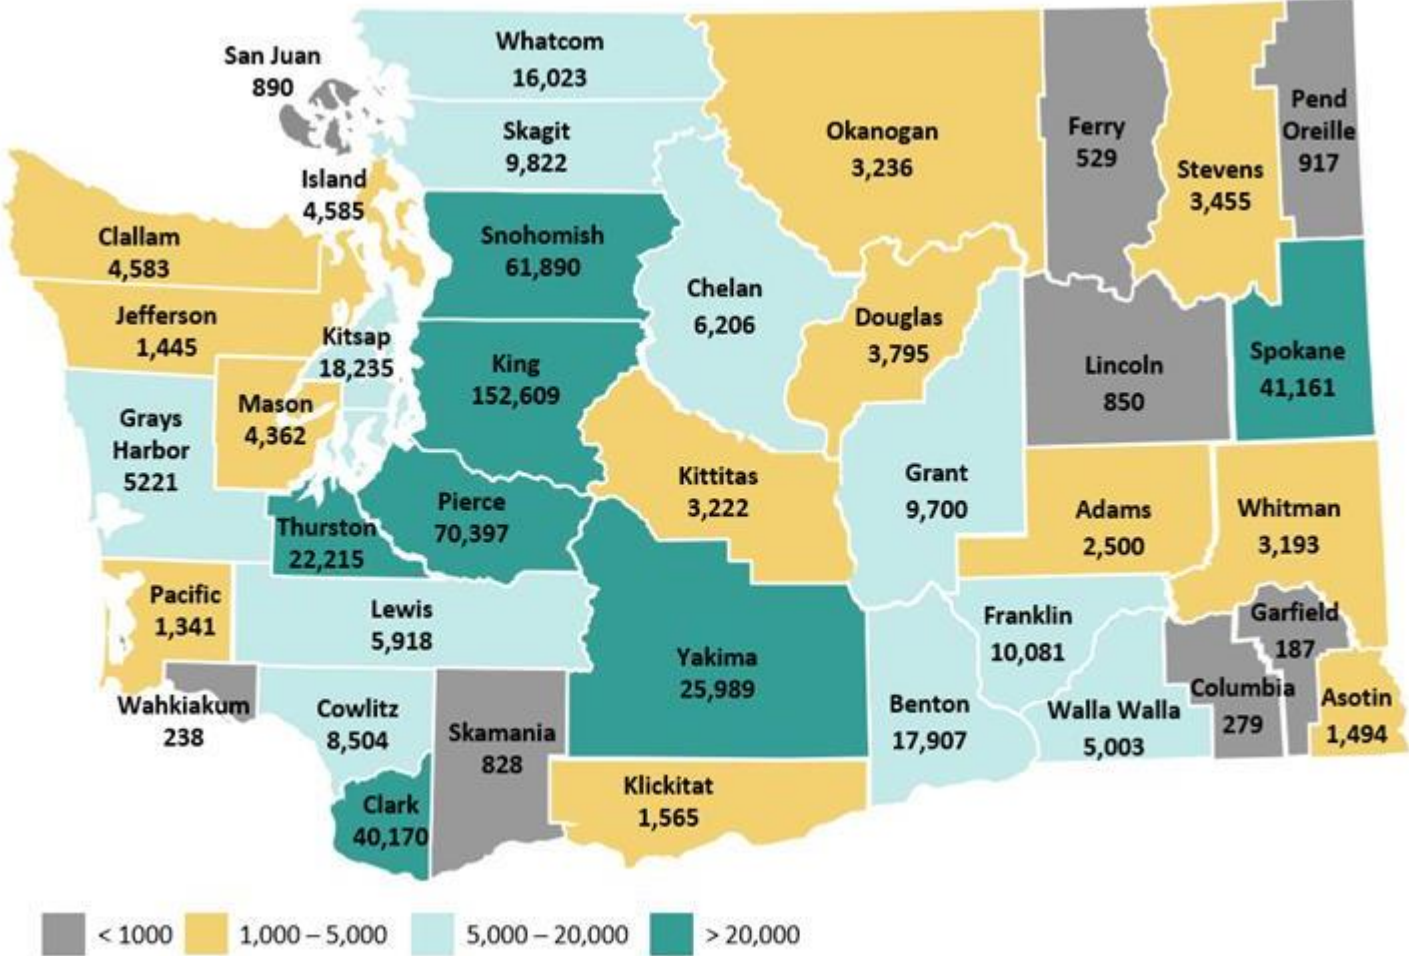 Whatcom
16,023
San Juan
890
Skagit
9,822
Okanogan
3,236
Ferry
529
Stevens
3,455
Pend
Oreille
917
Island
4,585
Clallam
4,583
Snohomish
61,890
Chelan
6,206
Jefferson
1,445
Kitsap
18,235
Douglas
3,795
King
152,609
Lincoln
850
Spokane
41,161
Mason
4,362
Grays
Harbor
5221
Kittitas
3,222
Grant
9,700
Pierce
70,397
Adams
2,500
Whitman
3,193
Thurston
22,215
Pacific
1,341
Lewis
5,918
Franklin
10,081
Garfield
187
Yakima
25,989
Wahkiakum
238
Cowlitz
8,504
Skamania
828
Benton
17,907
Walla Walla
5,003
Columbia
279
Asotin
1,494
Clark
40,170
Klickitat
1,565
< 1000 1,000 – 5,000 5,000 – 20,000 > 20,000